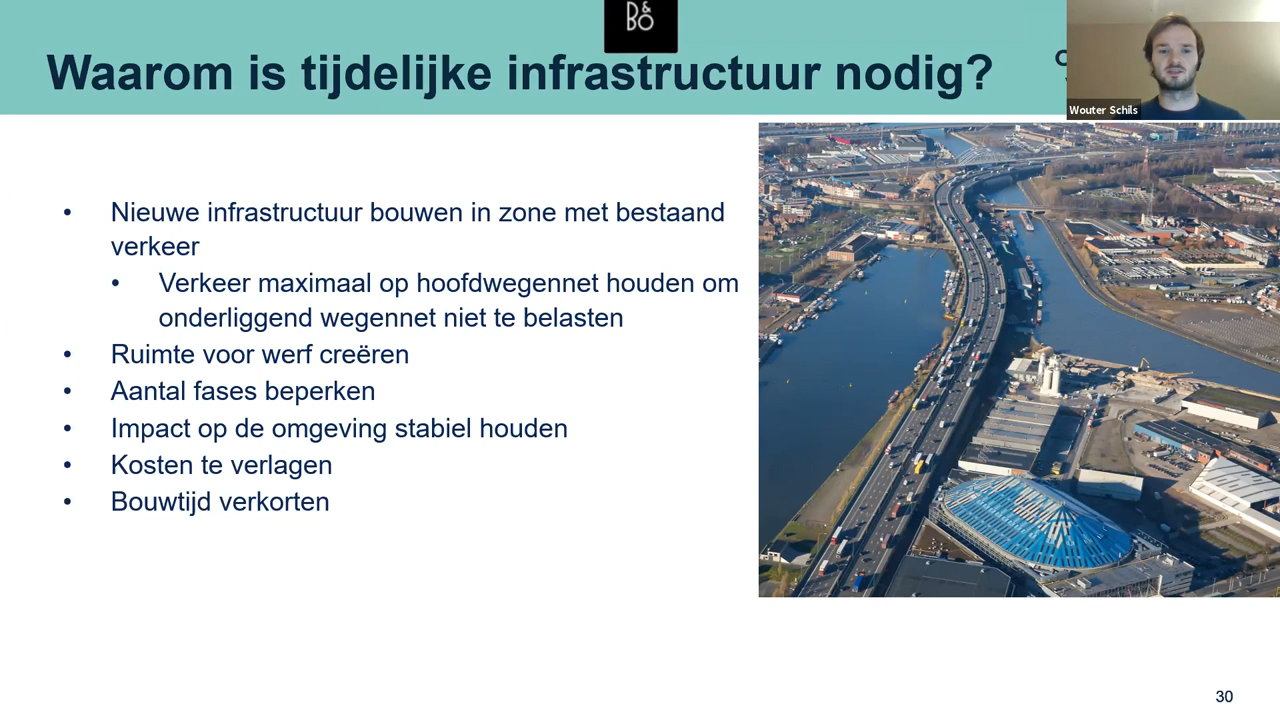 D&
BO
Waarom is tijdelijke infrastructuur nodig?
Wouter Schils
• Nieuwe infrastructuur bouwen in zone met bestaand
verkeer
• Verkeer maximaal op hoofdwegennet houden om
onderliggend wegennet niet te belasten
• Ruimte voor werf creëren
• Aantal fases beperken
• Impact op de omgeving stabiel houden
• Kosten te verlagen
• Bouwtijd verkorten
30